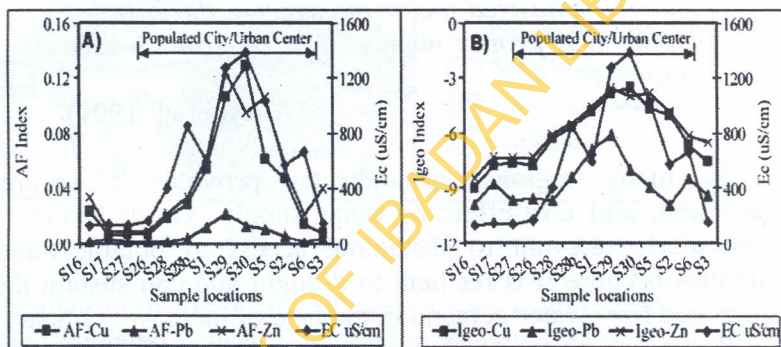 A)
Populated City/Urban Center
0.16
0.12
0.08
0.04
0.00
AF Index
1600
1200
800
400
0
Ec (uS/cm)
S16 S17 S27 S26 S28 S29 S30 S5 S2 S6 S3
Sample locations
AF-Cu AF-Pb AF-Zn EC uS/cm
B)
Populated City/Urban Center
-0
-3
-6
-9
-12
Igeo Index
1600
1200
800
400
0
Ec (uS/cm)
S16 S17 S27 S26 S28 S29 S30 S5 S2 S6 S3
Sample locations
Igeo-Cu Igeo-Pb Igeo-Zn EC uS/cm
OF IBADAN LIB